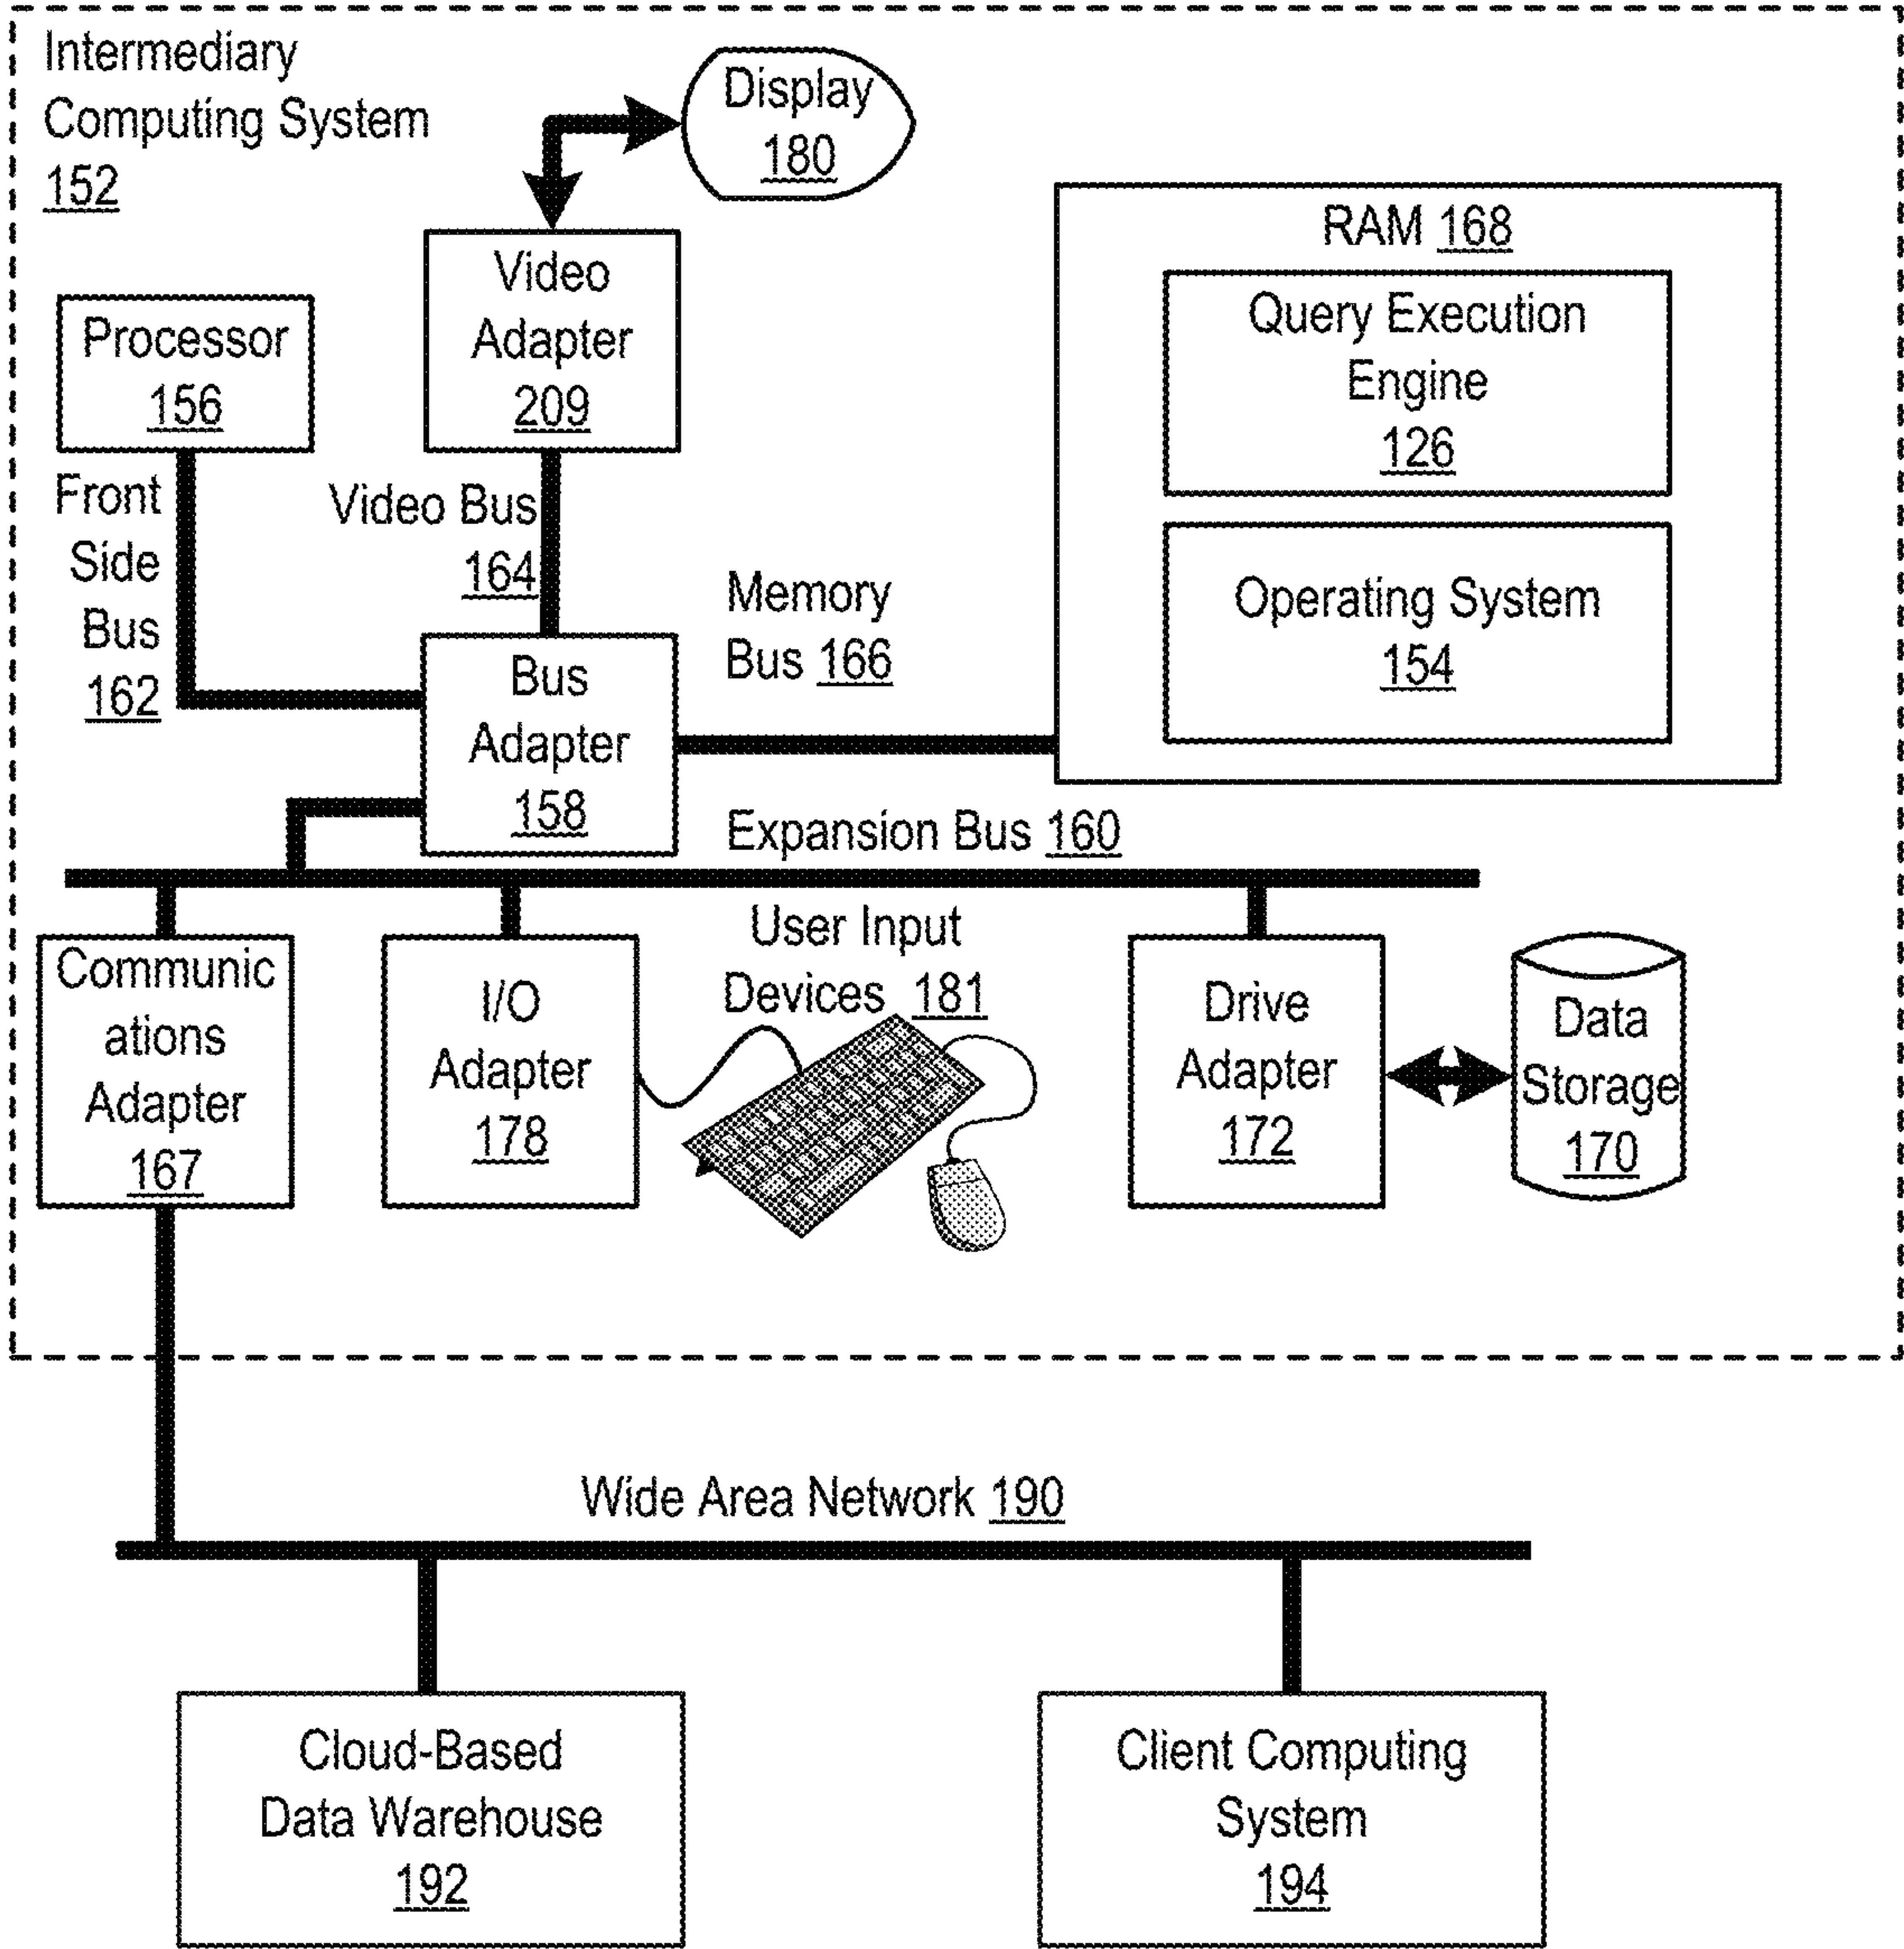 Intermediary
Computing System
152
Display
180
Video
Adapter
209
Processor
156
RAM 168
Query Execution
Engine
126
Operating System
154
Front
Side
Bus
162
Video Bus
164
Memory
Bus 166
Bus
Adapter
158
Expansion Bus 160
Communic
ations
Adapter
167
I/O
Adapter
178
User Input
Devices 181
Drive
Adapter
172
Data
Storage
170
Wide Area Network 190
Cloud-Based
Data Warehouse
192
Client Computing
System
194